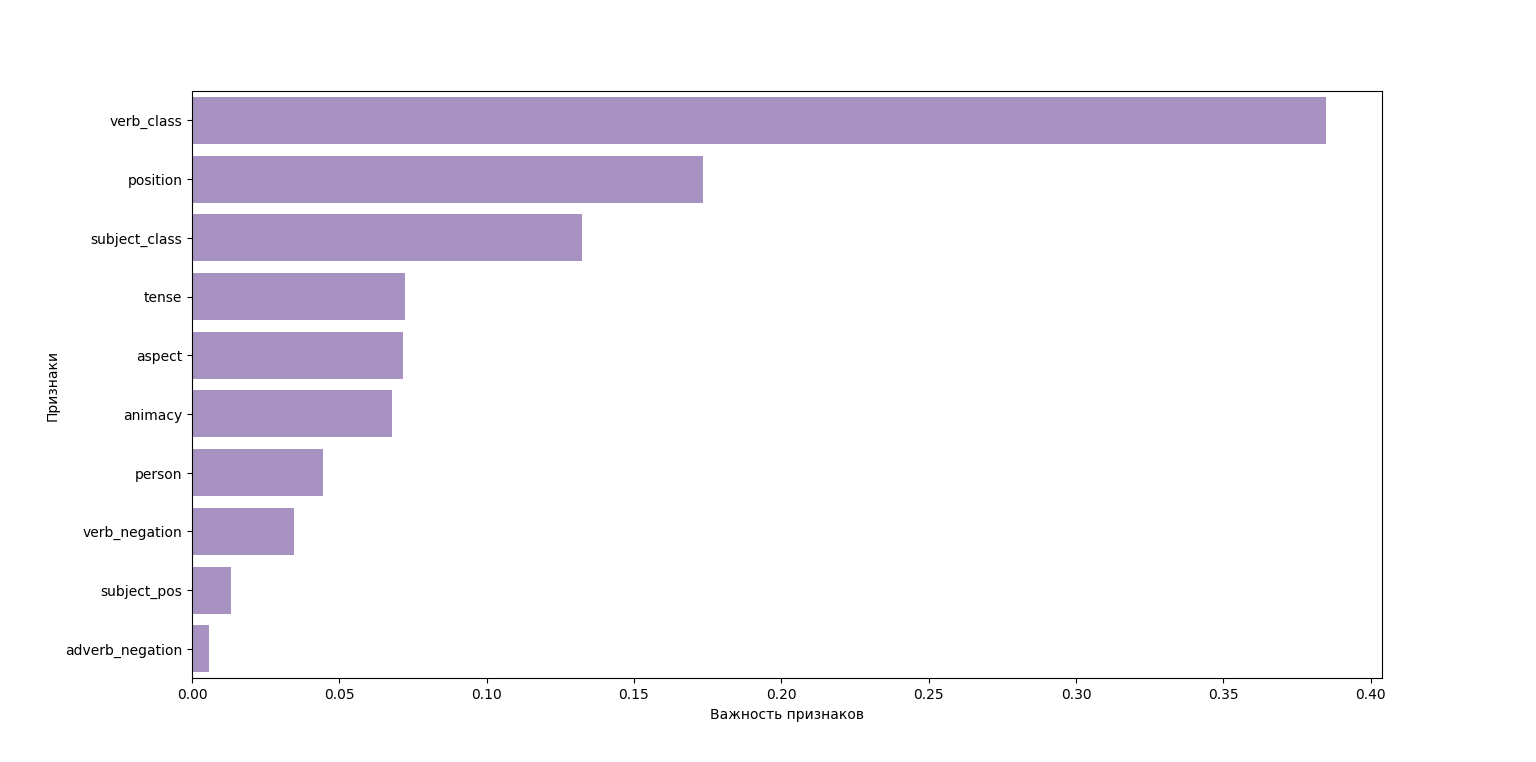 verb_class
position
subject_class
tense
aspect
animacy
person
verb_negation
subject_pos
adverb_negation
Признаки
0.00 0.05 0.10 0.15 0.20 0.25 0.30 0.35 0.40
Важность признаков